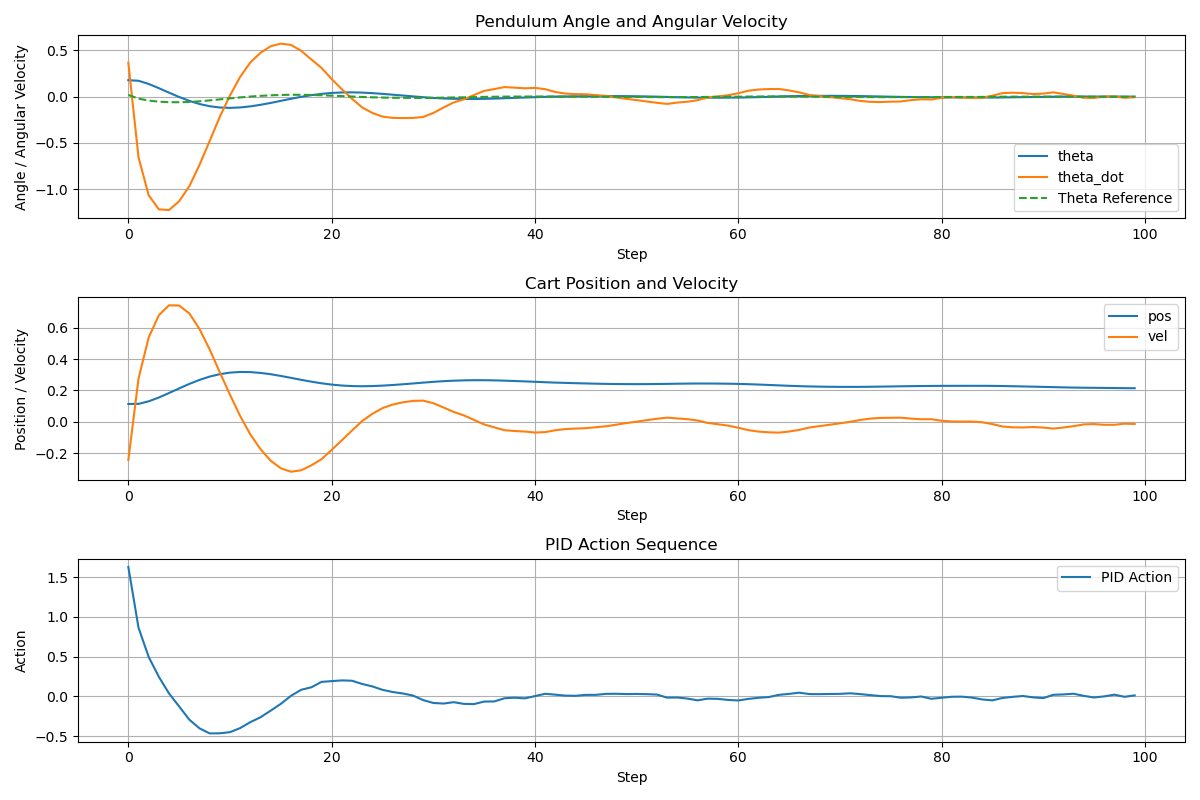 Pendulum Angle and Angular Velocity
Angle / Angular Velocity
0.5
0.0
−0.5
−1.0
theta
theta_dot
Theta Reference
0 20 40 60 80 100
Step
Cart Position and Velocity
Position / Velocity
0.6
0.4
0.2
0.0
−0.2
pos
vel
0 20 40 60 80 100
Step
PID Action Sequence
Action
1.5
1.0
0.5
0.0
−0.5
PID Action
0 20 40 60 80 100
Step